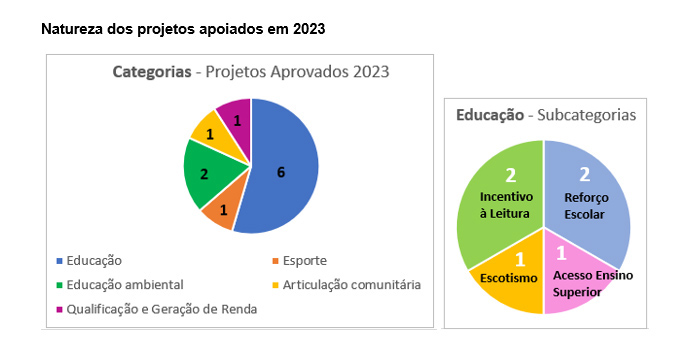 Natureza dos projetos apoiados em 2023
Categorias - Projetos Aprovados 2023
1
1
2
6
1
Educação
Esporte
Educação ambiental
Articulação comunitária
Qualificação e Geração de Renda
Educação - Subcategorias
2
Incentivo
à Leitura
2
Reforço
Escolar
1
Escotismo
1
Acesso Ensino
Superior